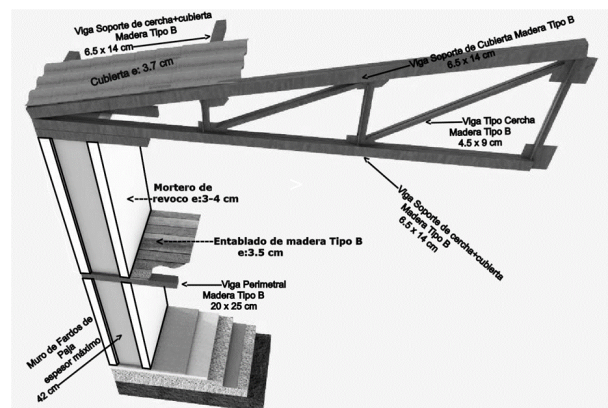 Viga Soporte de cercha+cubierta
Madera Tipo B
6.5 x 14 cm
Cubierta e: 3.7 cm
Viga Soporte de Cubierta Madera Tipo B
6.5 x 14 cm
Viga Tipo Cercha
Madera Tipo B
4.5 x 9 cm
Viga Soporte de cercha+cubierta
Madera Tipo B
6.5 x 14 cm
Mortero de
revoco e:3-4 cm
Entablado de madera Tipo B
e:3.5 cm
Viga Perimetral
Madera Tipo B
20 x 25 cm
Muro de Fardos de
Paja
espesor máximo
42 cm